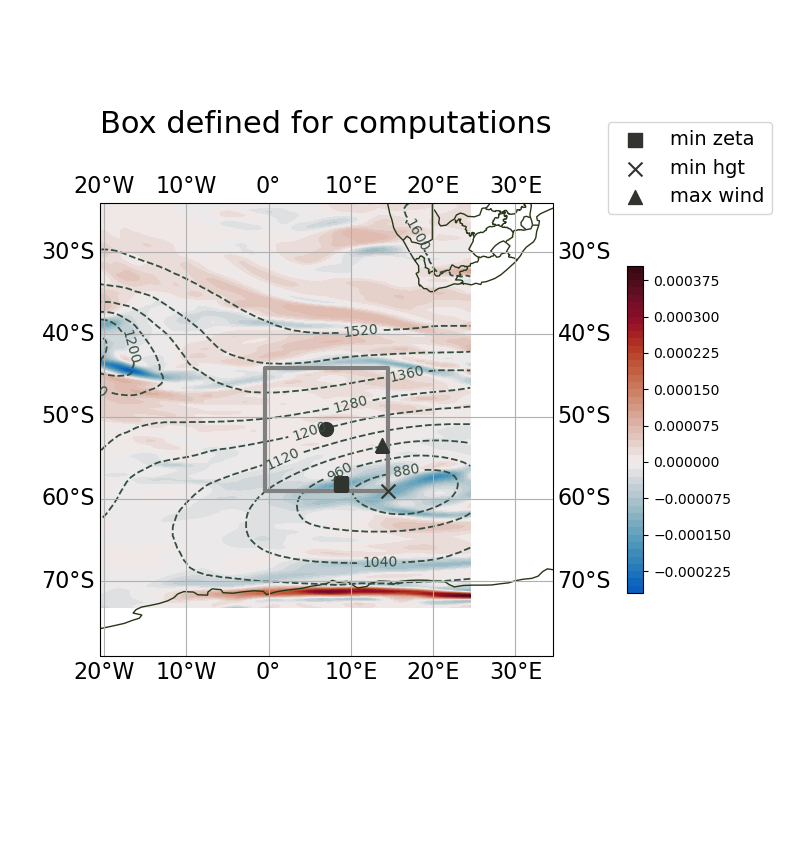 Box defined for computations
min zeta
min hgt
max wind
20°W 10°W 0° 10°E 20°E 30°E
30°S 30°S
40°S 40°S
50°S 50°S
60°S 60°S
70°S 70°S
20°W 10°W 0° 10°E 20°E 30°E
1600
1520
1200
1360
1280
1200
1120
960
880
1040
0.000375
0.000300
0.000225
0.000150
0.000075
0.000000
−0.000075
−0.000150
−0.000225